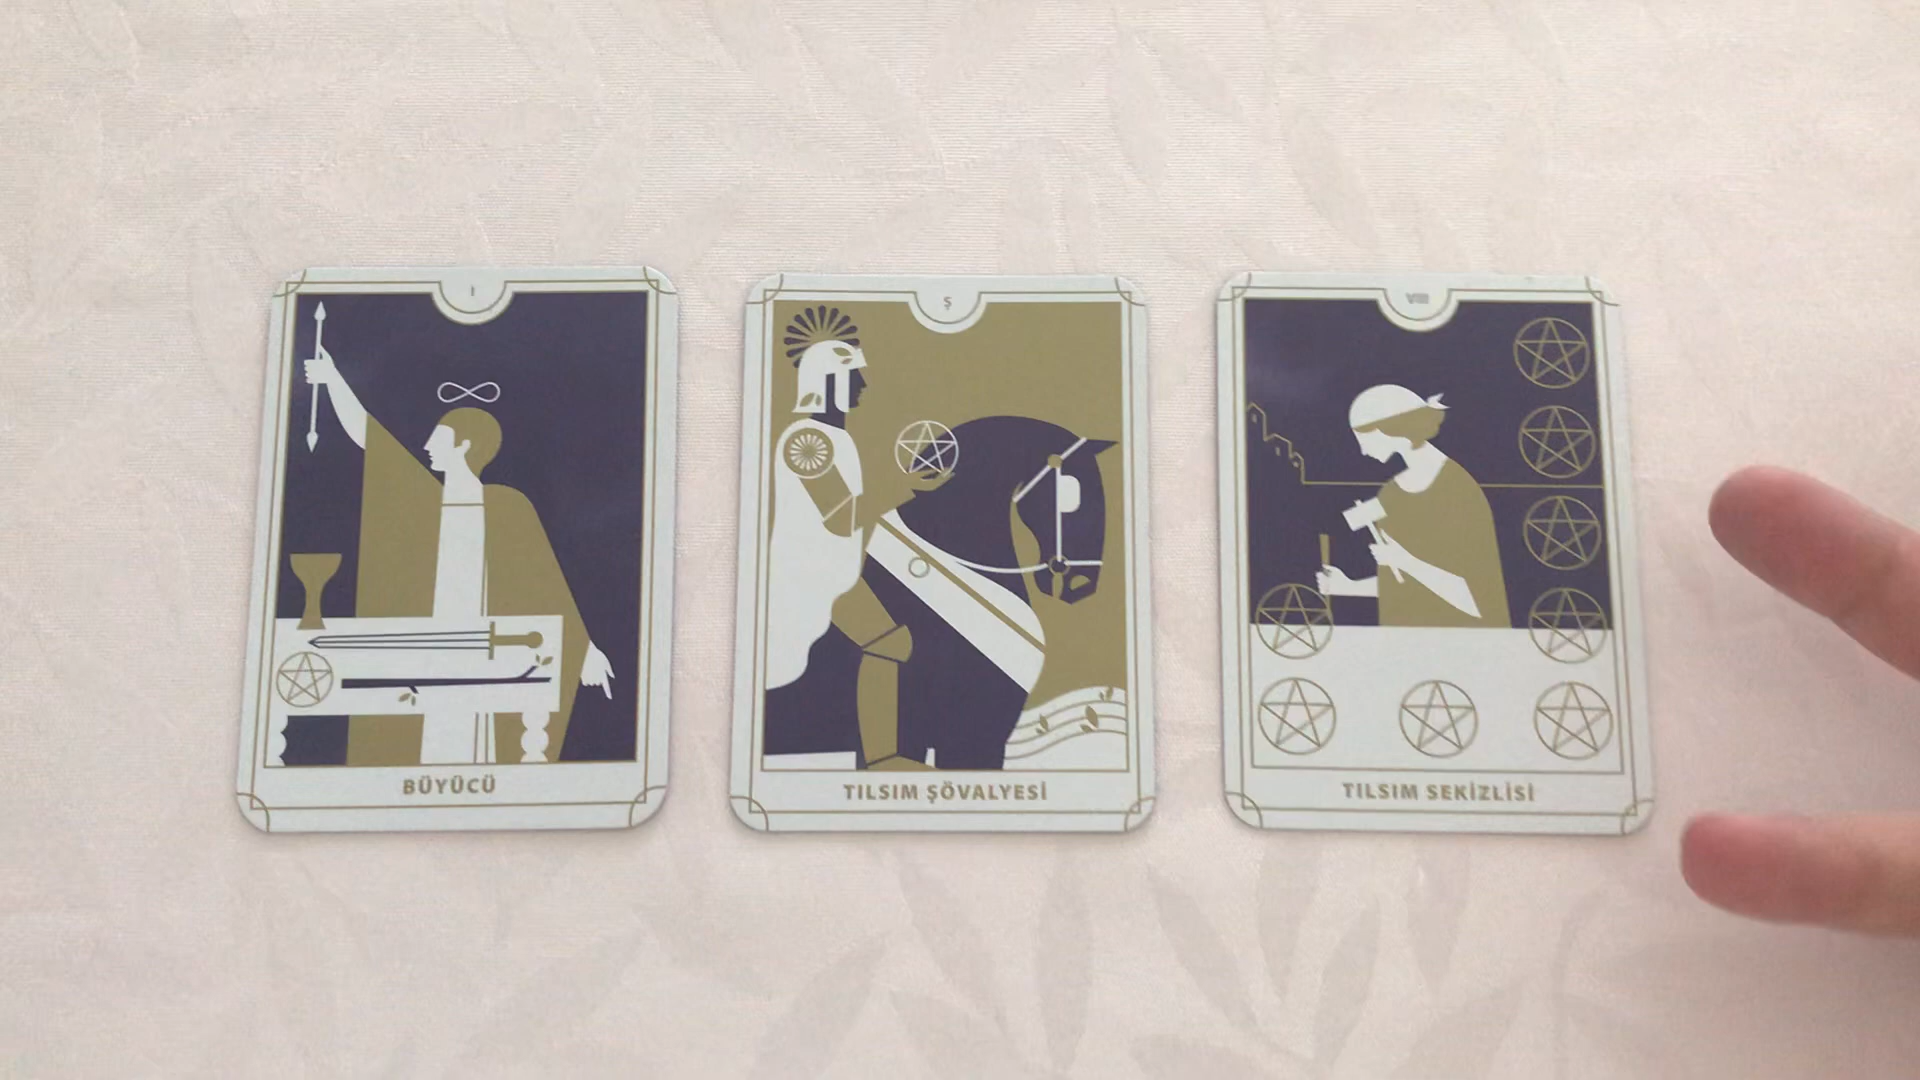 I
BÜYÜCÜ
Ş
TILSIM ŞÖVALYESİ
VIII
TILSIM SEKİZLİSİ